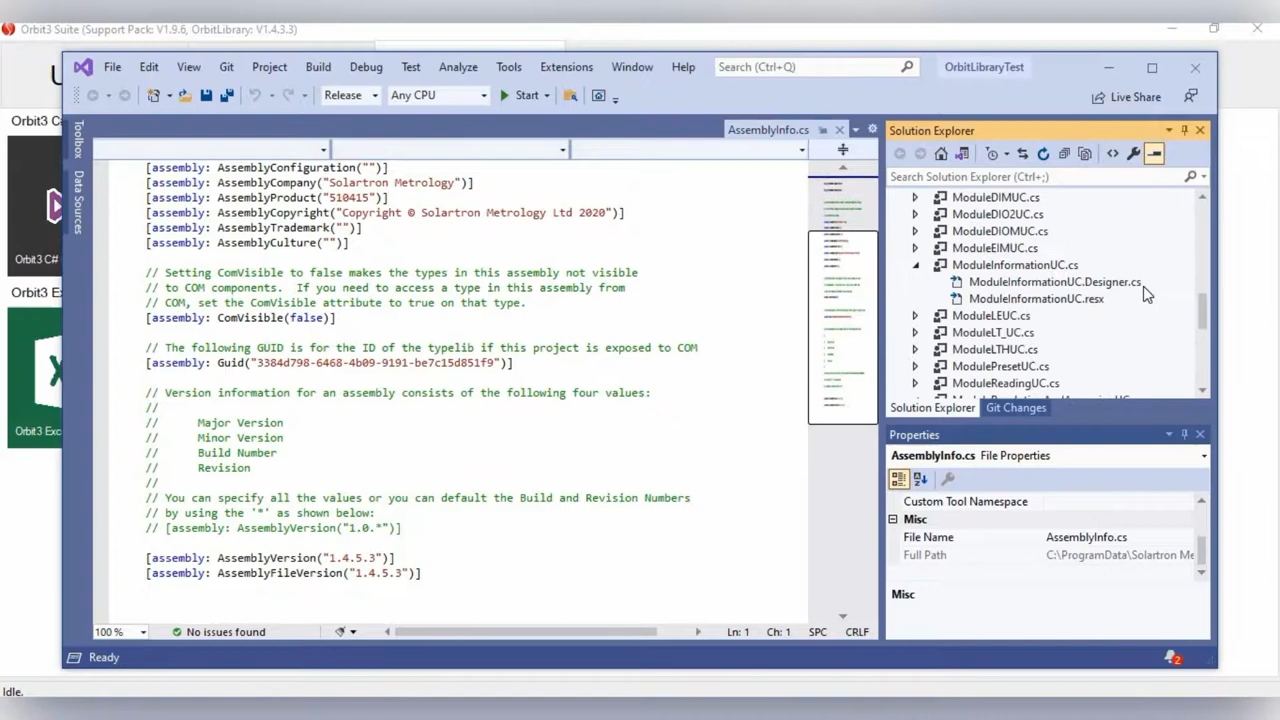 Orbit3 Suite (Support Pack: V1.9.6, OrbitLibrary: V1.4.3.3)
File Edit View Git Project Build Debug Test Analyze Tools Extensions Window Help Search (Ctrl+Q) OrbitLibraryTest
Release Any CPU Start Live Share
Orbit3 C
Orbit3 C#
Orbit3 Ex
Orbit3 Exc
Toolbox
Data Sources
AssemblyInfo.cs
[assembly: AssemblyConfiguration("")]
[assembly: AssemblyCompany("Solartron Metrology")]
[assembly: AssemblyProduct("510415")]
[assembly: AssemblyCopyright("Copyright © Solartron Metrology Ltd 2020")]
[assembly: AssemblyTrademark("")]
[assembly: AssemblyCulture("")]
// Setting ComVisible to false makes the types in this assembly not visible
// to COM components.  If you need to access a type in this assembly from
// COM, set the ComVisible attribute to true on that type.
[assembly: ComVisible(false)]
// The following GUID is for the ID of the typelib if this project is exposed to COM
[assembly: Guid("3384d798-6468-4b09-9191-be7c15d851f9")]
// Version information for an assembly consists of the following four values:
//
//      Major Version
//      Minor Version
//      Build Number
//      Revision
//
// You can specify all the values or you can default the Build and Revision Numbers
// by using the '*' as shown below:
// [assembly: AssemblyVersion("1.0.*")]
[assembly: AssemblyVersion("1.4.5.3")]
[assembly: AssemblyFileVersion("1.4.5.3")]
100 % No issues found Ln: 1 Ch: 1 SPC CRLF
Solution Explorer
Search Solution Explorer (Ctrl+;)
ModuleDIMUC.cs
ModuleDIO2UC.cs
ModuleDIOMUC.cs
ModuleEIMUC.cs
ModuleInformationUC.cs
ModuleInformationUC.Designer.cs
ModuleInformationUC.resx
ModuleLEUC.cs
ModuleLT_UC.cs
ModuleLTHUC.cs
ModulePresetUC.cs
ModuleReadingUC.cs
Solution Explorer Git Changes
Properties
AssemblyInfo.cs File Properties
Custom Tool Namespace
Misc
File Name AssemblyInfo.cs
Full Path C:\ProgramData\Solartron Me
Misc
Ready 2
Idle.